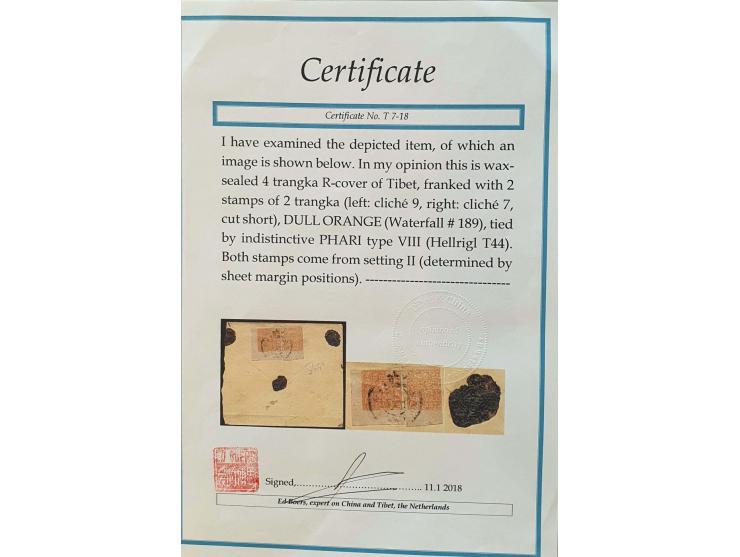 Certificate
Certificate No. T 7-18
I have examined the depicted item, of which an
image is shown below. In my opinion this is wax-
sealed 4 trangka R-cover of Tibet, franked with 2
stamps of 2 trangka (left: cliché 9, right: cliché 7,
cut short), DULL ORANGE (Waterfall # 189), tied
by indistinctive PHARI type VIII (Hellrigl T44).
Both stamps come from setting II (determined by
sheet margin positions). ---------------------------------
opinion of
authenticity
Signed,................................... 11.1 2018
Ed Boers, expert on China and Tibet, the Netherlands